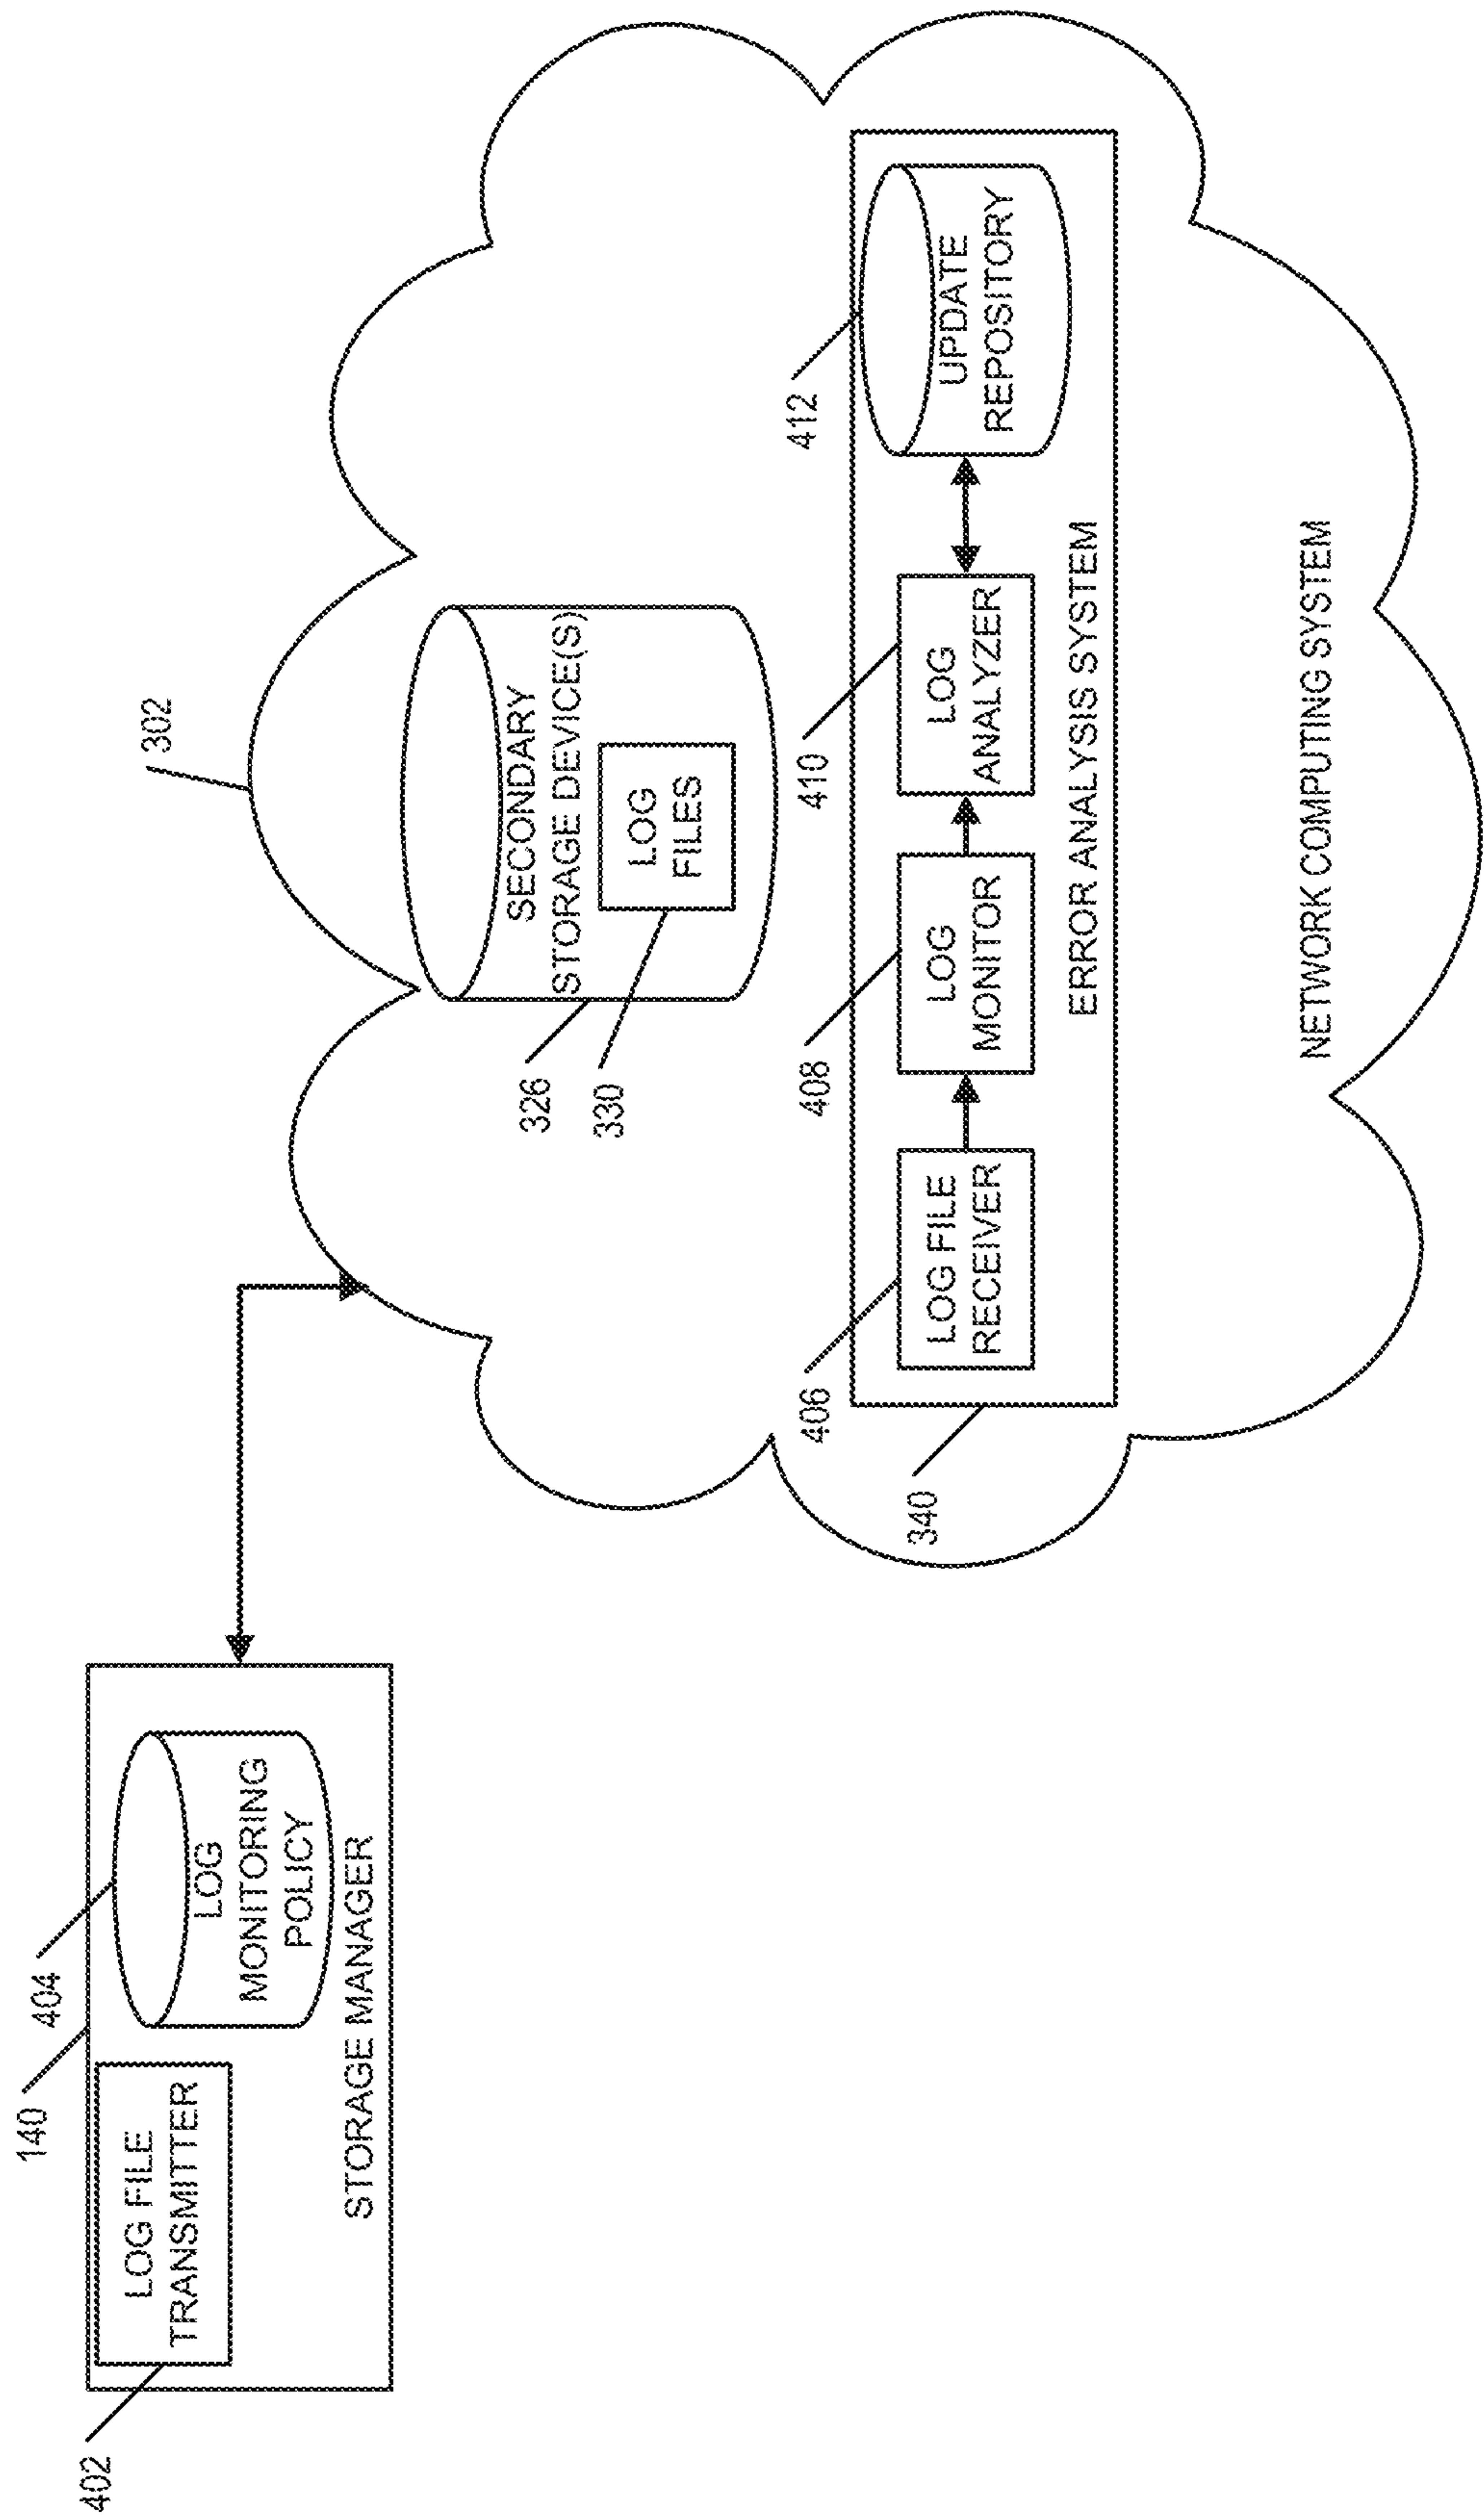 402
140
404
LOG FILE
TRANSMITTER
LOG
MONITORING
POLICY
STORAGE MANAGER
302
SECONDARY
STORAGE DEVICE(S)
LOG
FILES
326
330
406
408
410
412
LOG FILE
RECEIVER
LOG
MONITOR
LOG
ANALYZER
UPDATE
REPOSITORY
340
ERROR ANALYSIS SYSTEM
NETWORK COMPUTING SYSTEM